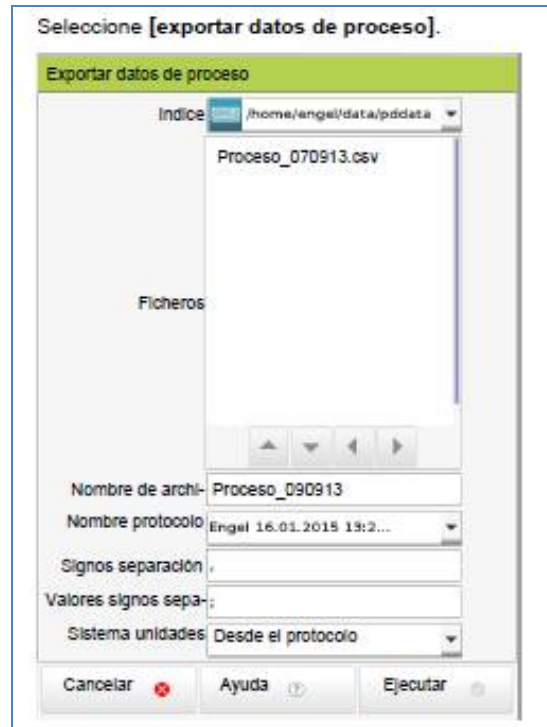 Seleccione [exportar datos de proceso].
Exportar datos de proceso
Indice /home/engel/data/pddata
Proceso_070913.csv
Ficheros
Nombre de archi- Proceso_090913
Nombre protocolo Engel 16.01.2015 13:2...
Signos separación ,
Valores signos sepa- ;
Sistema unidades Desde el protocolo
Cancelar Ayuda Ejecutar